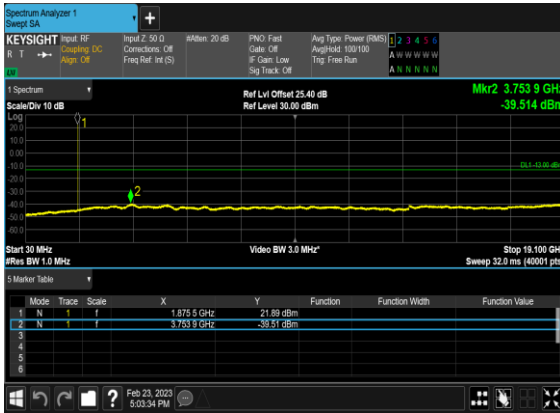 Spectrum Analyzer 1
Swept SA
+
KEYSIGHT
R T
LXI
Input: RF
Coupling: DC
Align: Off
Input Z: 50 Ω
Corrections: Off
Freq Ref: Int (S)
#Atten: 20 dB
PNO: Fast
Gate: Off
IF Gain: Low
Sig Track: Off
Avg Type: Power (RMS)
Avg|Hold: 100/100
Trig: Free Run
1 2 3 4 5 6
A W W W W W
A N N N N N
1 Spectrum
Scale/Div 10 dB
Log
Ref Lvl Offset 25.40 dB
Ref Level 30.00 dBm
Mkr2 3.753 9 GHz
-39.514 dBm
20.0
10.0
0.00
-10.0
-20.0
-30.0
-40.0
-50.0
-60.0
1
2
DL1 -13.00 dBm
Start 30 MHz
#Res BW 1.0 MHz
Video BW 3.0 MHz*
Stop 19.100 GHz
Sweep 32.0 ms (40001 pts)
5 Marker Table
Mode Trace Scale X Y Function Function Width Function Value
1 N 1 f 1.875 5 GHz 21.89 dBm
2 N 1 f 3.753 9 GHz -39.51 dBm
3
4
5
6
?
Feb 23, 2023
5:03:34 PM